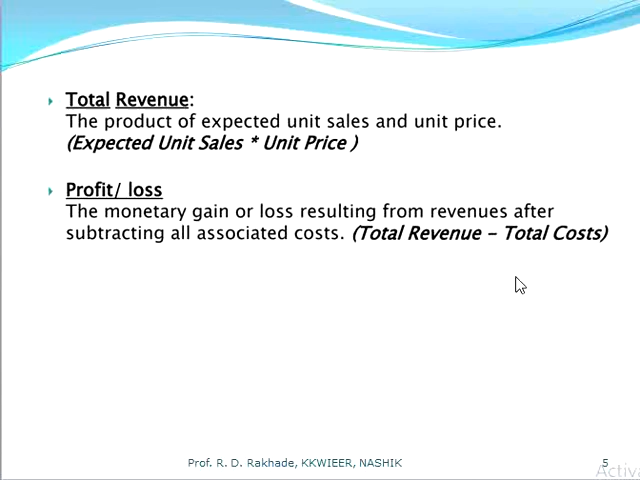 Total Revenue:
The product of expected unit sales and unit price.
(Expected Unit Sales * Unit Price )
Profit/ loss
The monetary gain or loss resulting from revenues after
subtracting all associated costs. (Total Revenue – Total Costs)
Prof. R. D. Rakhade, KKWIEER, NASHIK
5
Activa